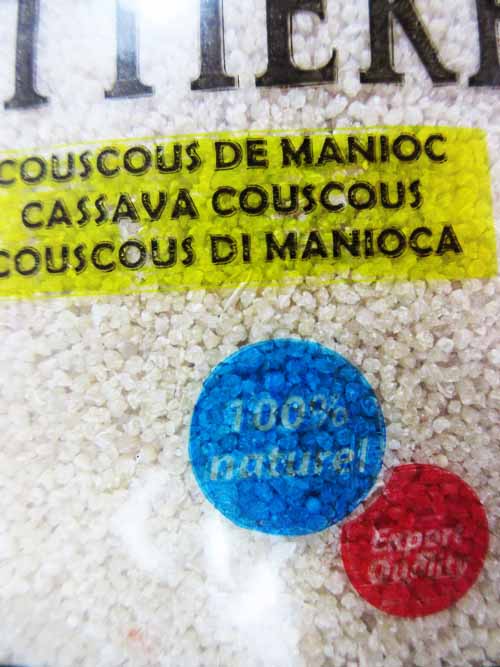 COUSCOUS DE MANIOC
CASSAVA COUSCOUS
COUSCOUS DI MANIOCA
100%
naturel
Export
Quality